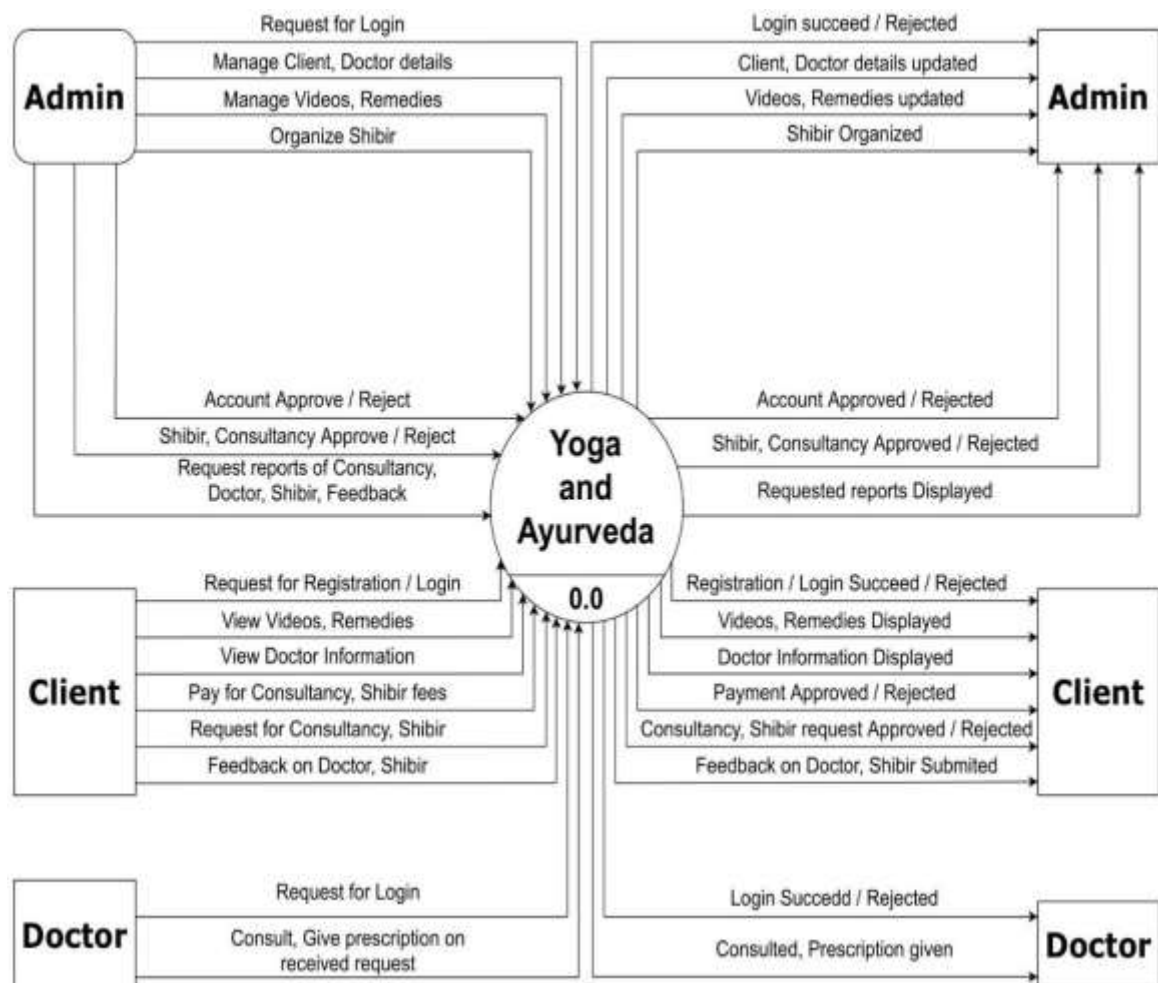 Request for Login
Manage Client, Doctor details
Manage Videos, Remedies
Organize Shibir
Admin
Login succeed / Rejected
Client, Doctor details updated
Videos, Remedies updated
Shibir Organized
Admin
Account Approve / Reject
Shibir, Consultancy Approve / Reject
Request reports of Consultancy,
Doctor, Shibir, Feedback
Yoga
and
Ayurveda
0.0
Account Approved / Rejected
Shibir, Consultancy Approved / Rejected
Requested reports Displayed
Client
Request for Registration / Login
View Videos, Remedies
View Doctor Information
Pay for Consultancy, Shibir fees
Request for Consultancy, Shibir
Feedback on Doctor, Shibir
Registration / Login Succeed / Rejected
Videos, Remedies Displayed
Doctor Information Displayed
Payment Approved / Rejected
Consultancy, Shibir request Approved / Rejected
Feedback on Doctor, Shibir Submited
Client
Doctor
Request for Login
Consult, Give prescription on
received request
Login Succedd / Rejected
Consulted, Prescription given
Doctor